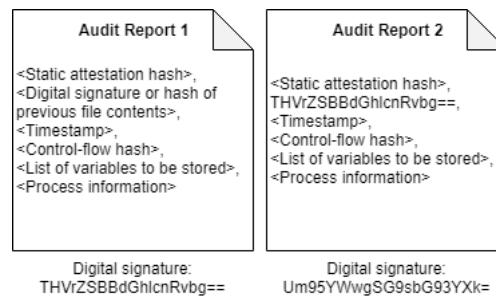 Audit Report 1
<Static attestation hash>,
<Digital signature or hash of
previous file contents>,
<Timestamp>,
<Control-flow hash>,
<List of variables to be stored>,
<Process information>
Digital signature:
THVrZSBBdGhlcnRvbg==
Audit Report 2
<Static attestation hash>,
THVrZSBBdGhlcnRvbg==,
<Timestamp>,
<Control-flow hash>,
<List of variables to be stored>,
<Process information>
Digital signature:
Um95YWwgSG9sbG93YXk=